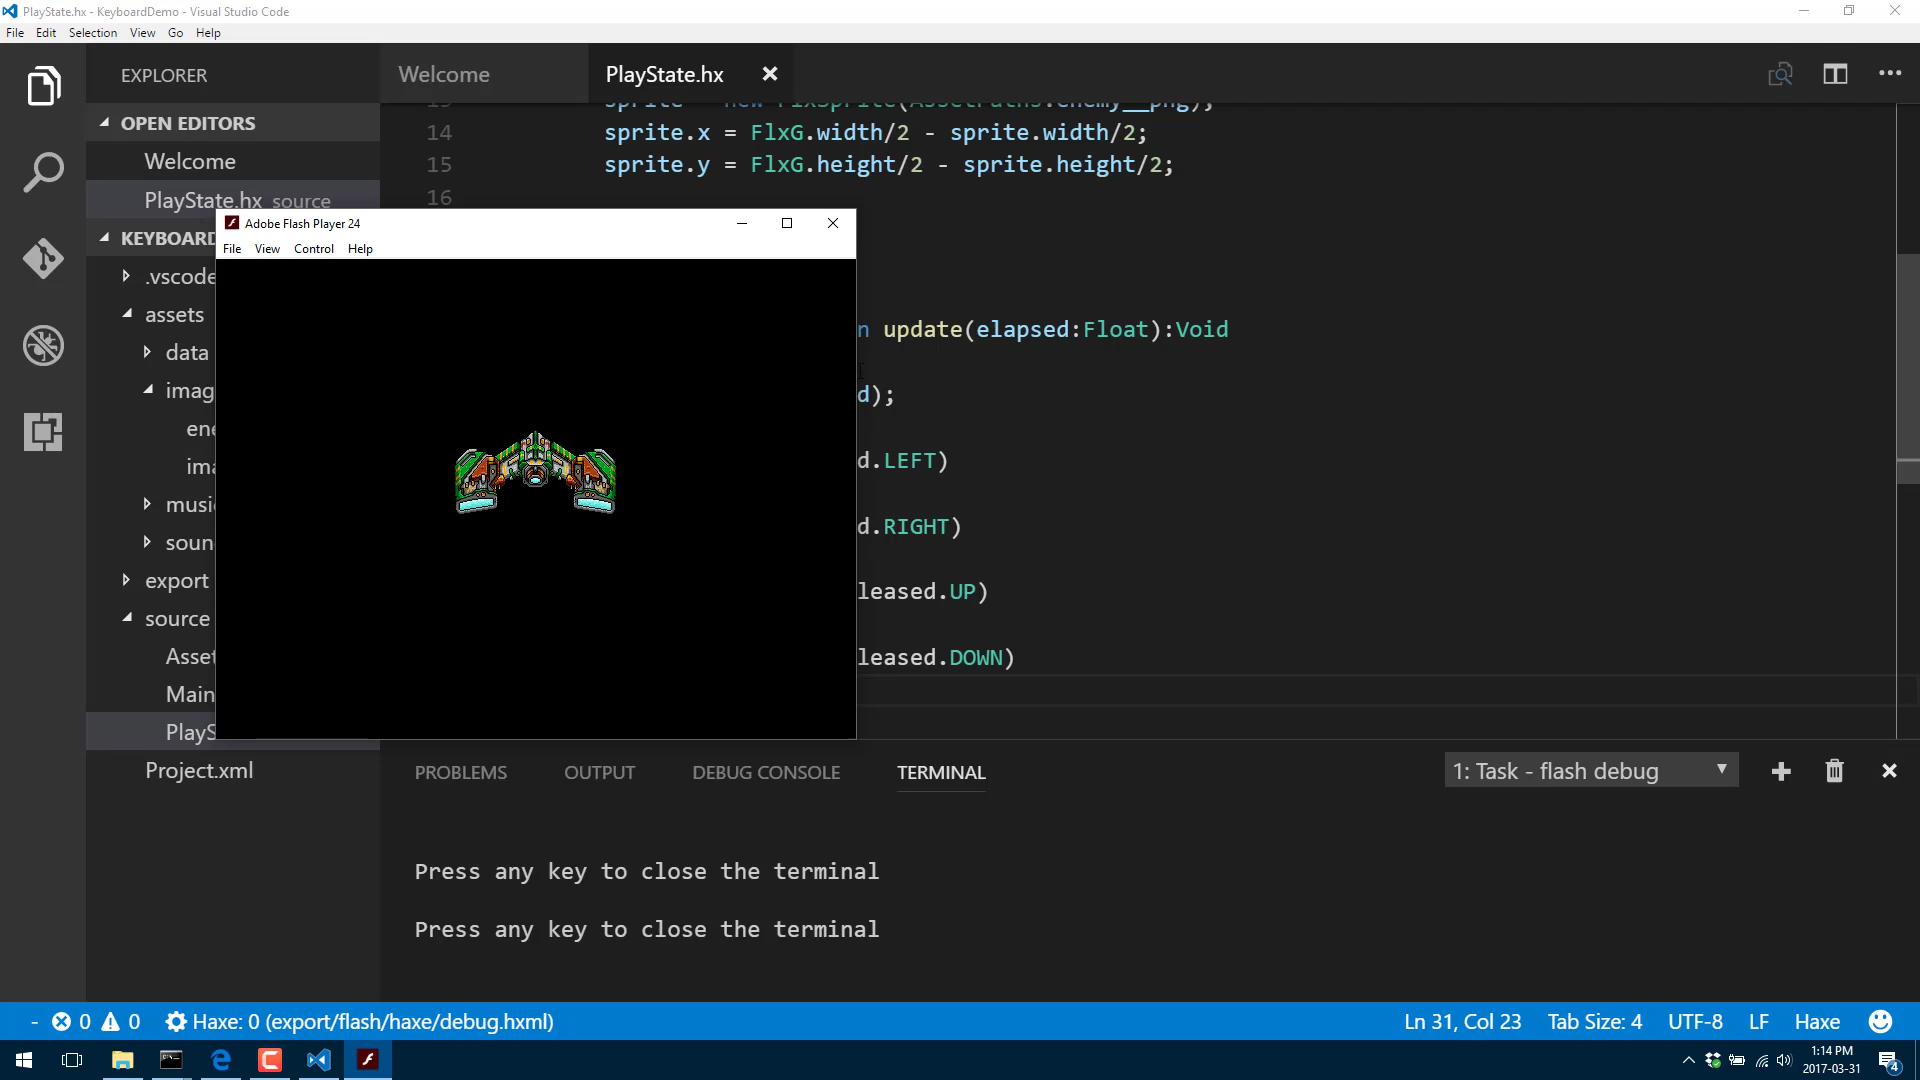 PlayState.hx - KeyboardDemo - Visual Studio Code
File Edit Selection View Go Help
EXPLORER
Welcome
PlayState.hx
OPEN EDITORS
Welcome
PlayState.hx source
14 sprite.x = FlxG.width/2 - sprite.width/2;
15 sprite.y = FlxG.height/2 - sprite.height/2;
16
Adobe Flash Player 24
File View Control Help
KEYBOARD
.vscode
assets
data
imag
ene
ima
musi
soun
export
source
Asset
Main
PlayS
Project.xml
n update(elapsed:Float):Void
d);
d.LEFT)
d.RIGHT)
leased.UP)
leased.DOWN)
PROBLEMS OUTPUT DEBUG CONSOLE TERMINAL
1: Task - flash debug
Press any key to close the terminal
Press any key to close the terminal
- 0 0 Haxe: 0 (export/flash/haxe/debug.hxml)
Ln 31, Col 23 Tab Size: 4 UTF-8 LF Haxe
1:14 PM
2017-03-31
4